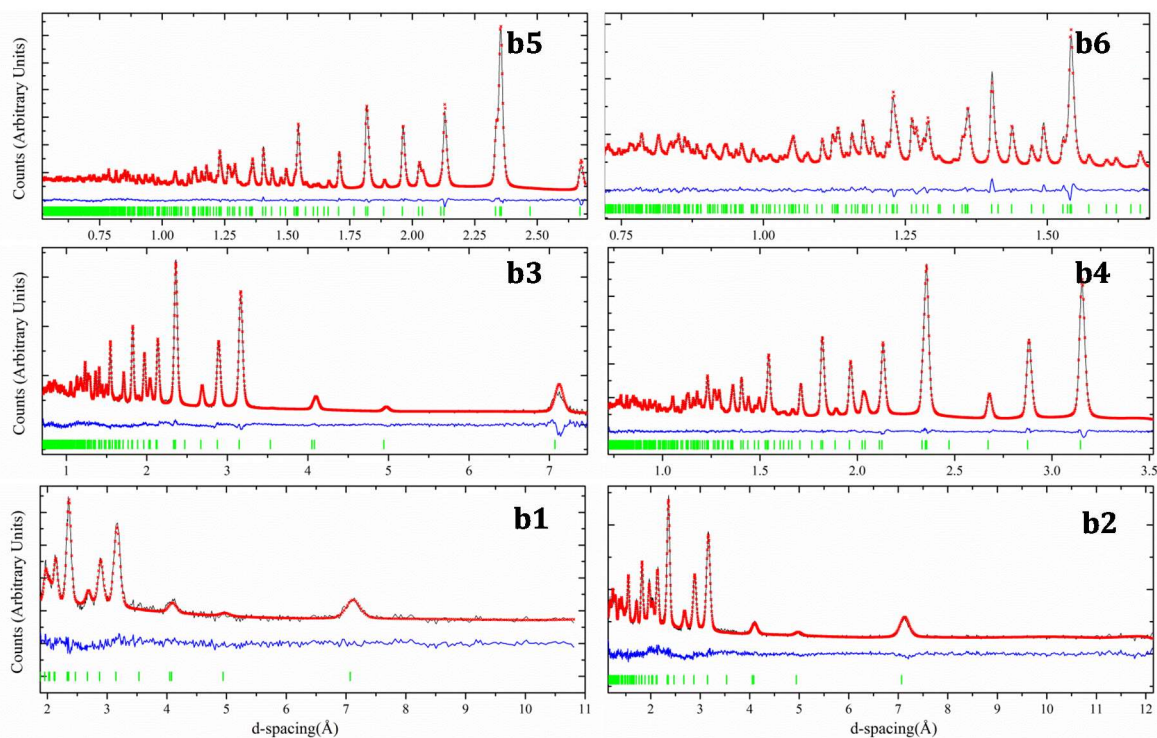 Counts (Arbitrary Units)
b5
0.75 1.00 1.25 1.50 1.75 2.00 2.25 2.50
b6
0.75 1.00 1.25 1.50
Counts (Arbitrary Units)
b3
1 2 3 4 5 6 7
b4
1.0 1.5 2.0 2.5 3.0 3.5
Counts (Arbitrary Units)
b1
2 3 4 5 6 7 8 9 10 11
d-spacing(Å)
b2
2 3 4 5 6 7 8 9 10 11 12
d-spacing(Å)